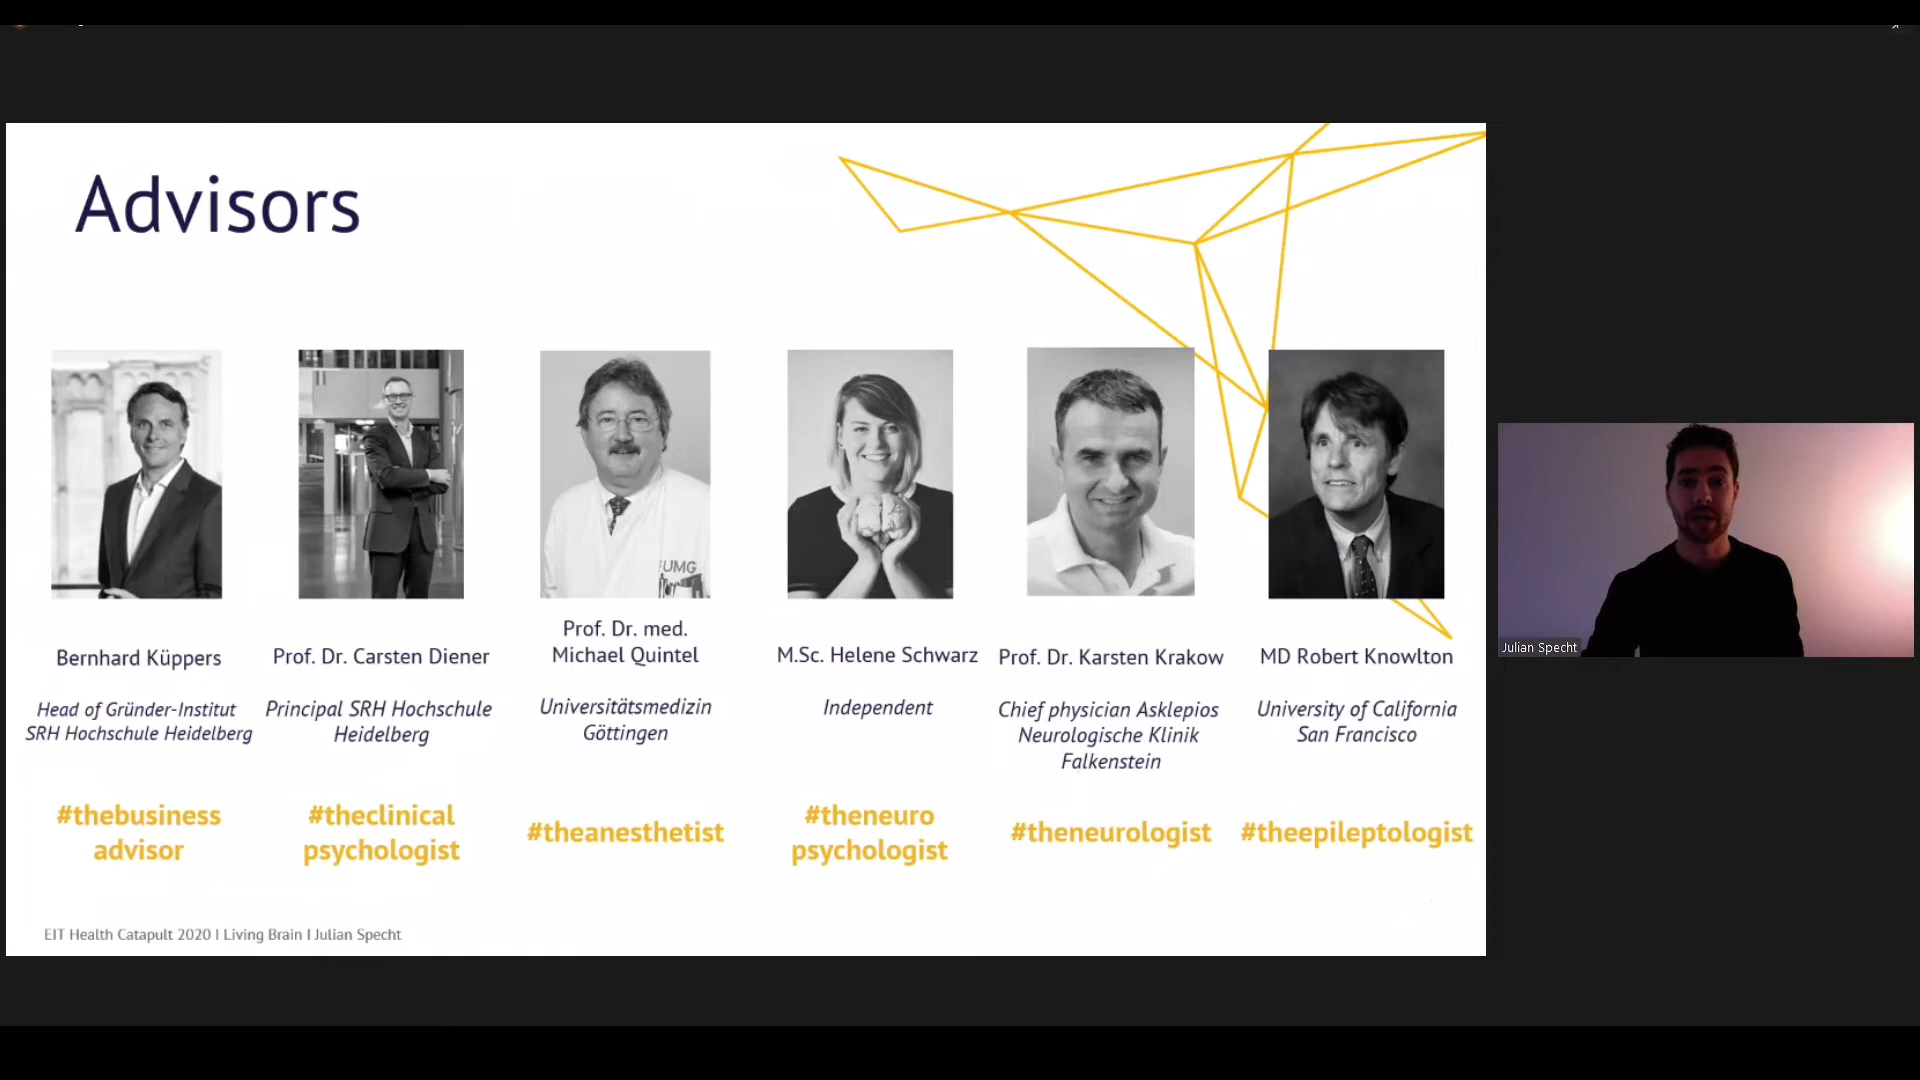 Advisors
UMG
Bernhard Küppers
Head of Gründer-Institut
SRH Hochschule Heidelberg
#thebusiness
advisor
Prof. Dr. Carsten Diener
Principal SRH Hochschule
Heidelberg
#theclinical
psychologist
Prof. Dr. med.
Michael Quintel
Universitätsmedizin
Göttingen
#theanesthetist
M.Sc. Helene Schwarz
Independent
#theneuro
psychologist
Prof. Dr. Karsten Krakow
Chief physician Asklepios
Neurologische Klinik
Falkenstein
#theneurologist
MD Robert Knowlton
University of California
San Francisco
#theepileptologist
EIT Health Catapult 2020 I Living Brain I Julian Specht
Julian Specht